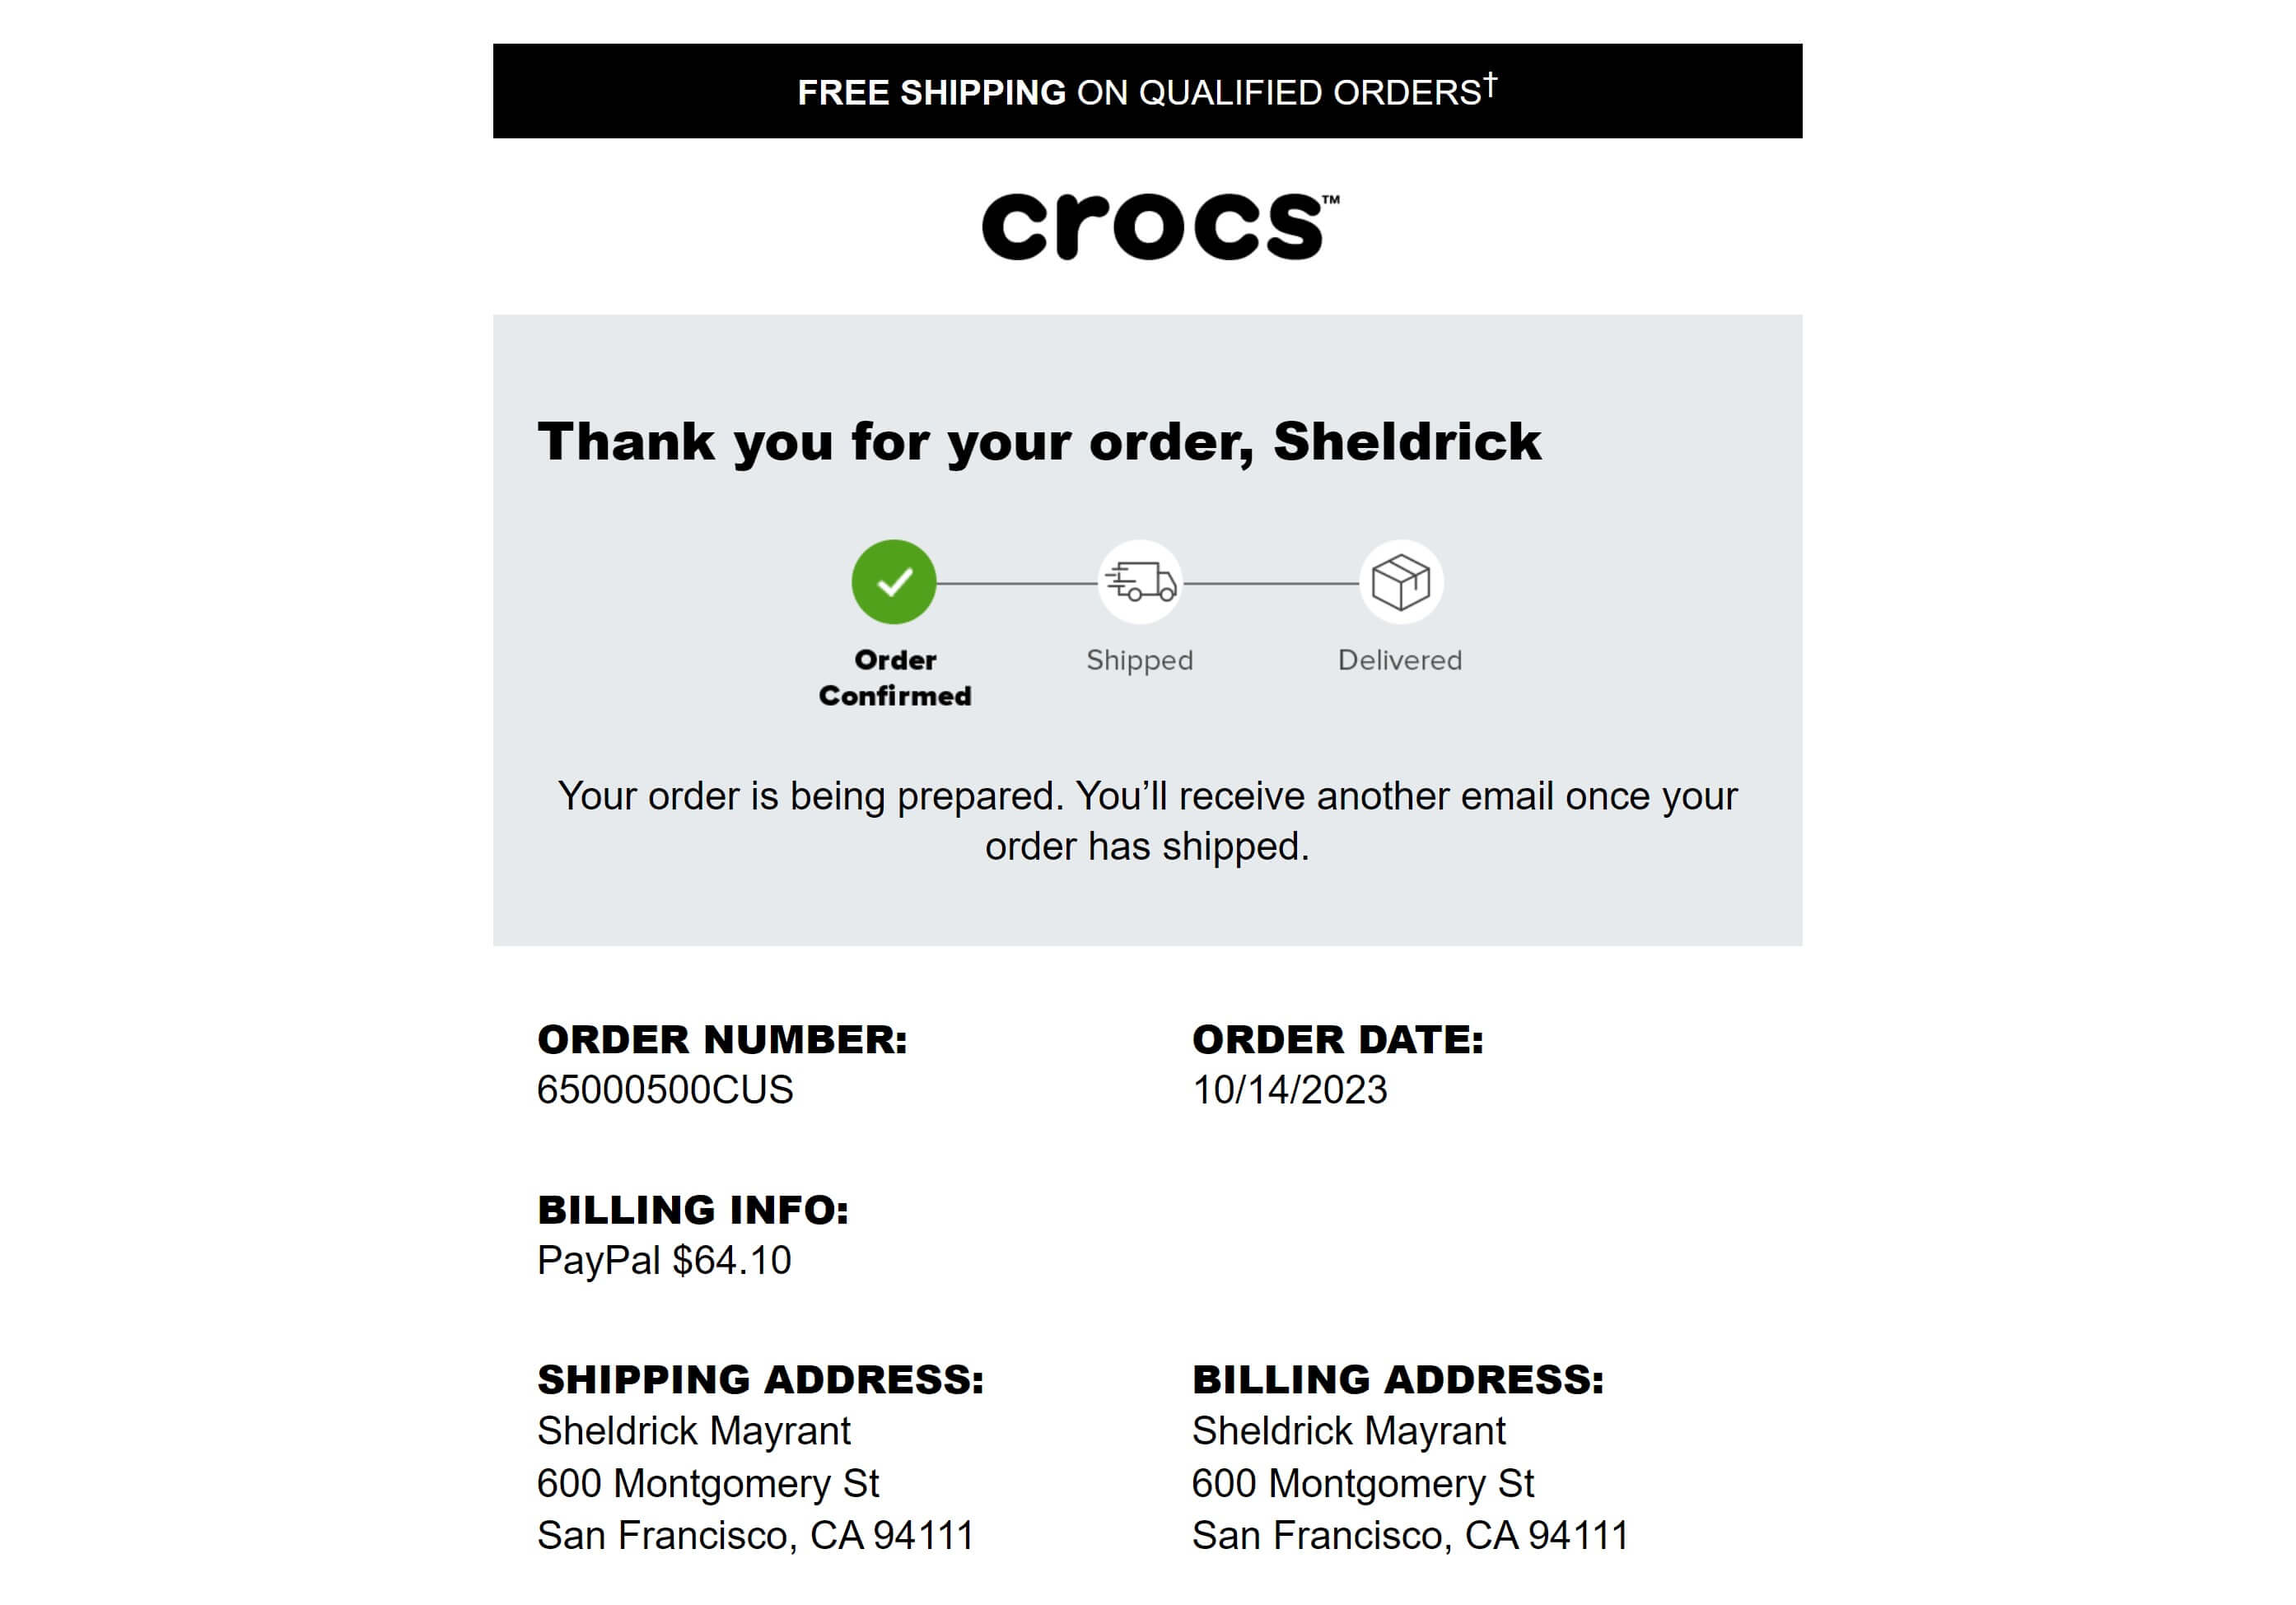 FREE SHIPPING ON QUALIFIED ORDERS†
crocs™
Thank you for your order, Sheldrick
Order Confirmed
Shipped
Delivered
Your order is being prepared. You’ll receive another email once your
order has shipped.
ORDER NUMBER:
65000500CUS
ORDER DATE:
10/14/2023
BILLING INFO:
PayPal $64.10
SHIPPING ADDRESS:
Sheldrick Mayrant
600 Montgomery St
San Francisco, CA 94111
BILLING ADDRESS:
Sheldrick Mayrant
600 Montgomery St
San Francisco, CA 94111